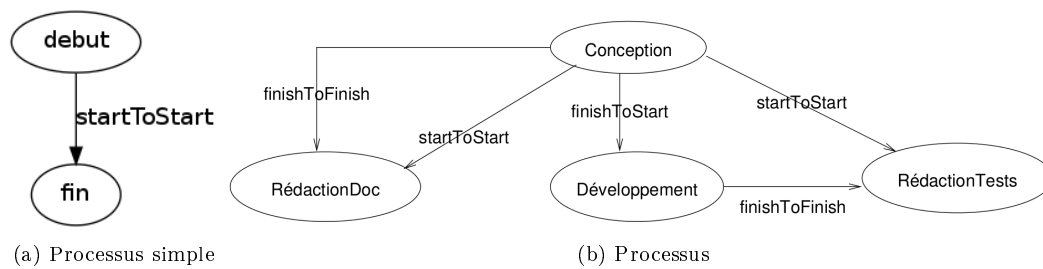 debut
startToStart
fin
(a) Processus simple
Conception
finishToFinish
startToStart
finishToStart
startToStart
RédactionDoc
Développement
RédactionTests
finishToFinish
(b) Processus